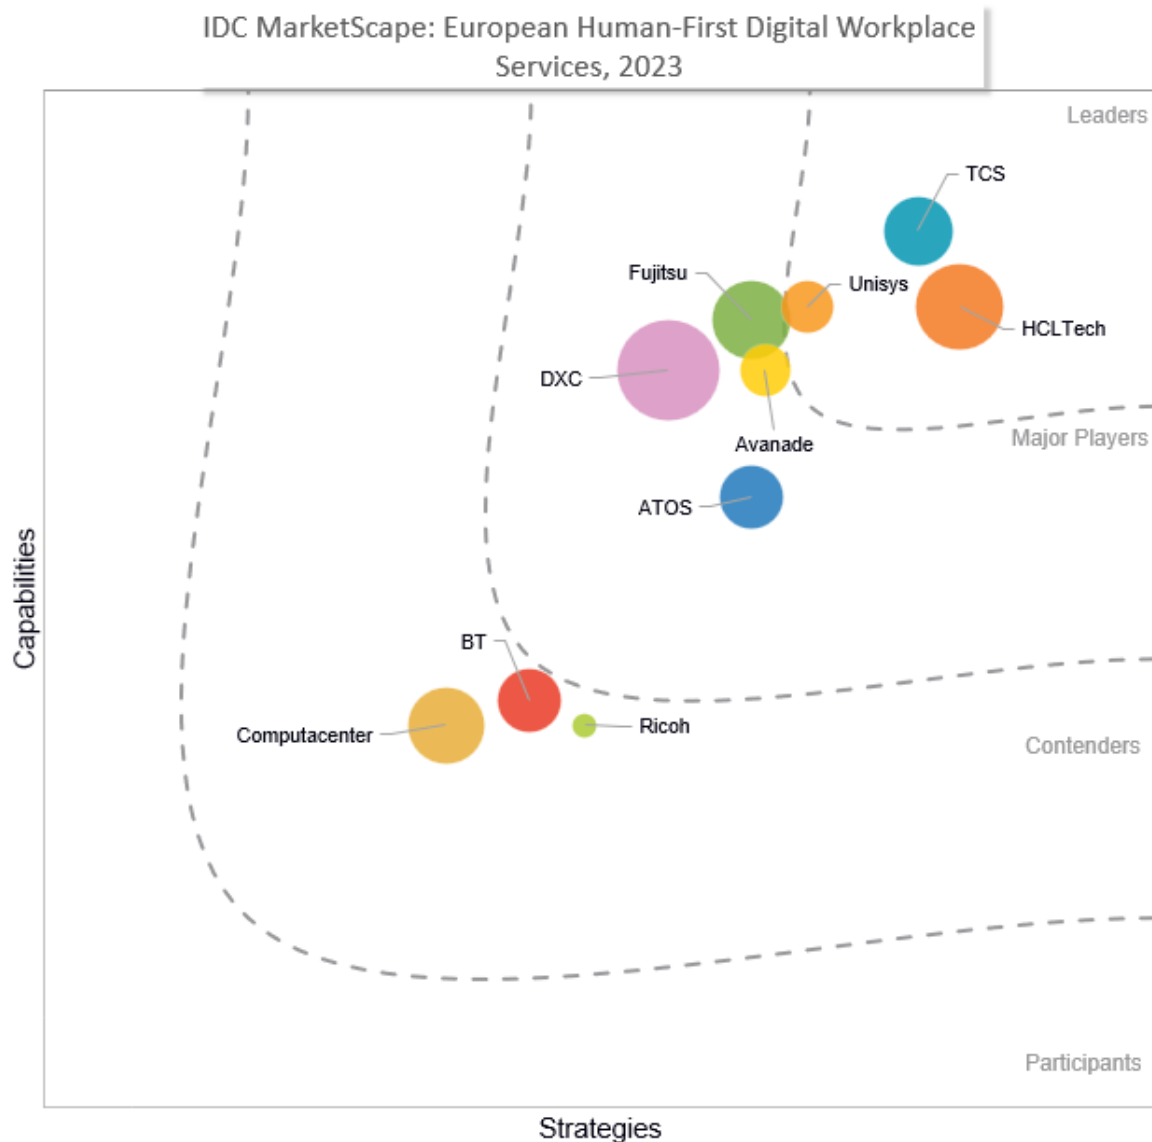 IDC MarketScape: European Human-First Digital Workplace
Services, 2023
Leaders
TCS
Fujitsu
Unisys
HCLTech
DXC
Avanade
Major Players
ATOS
Capabilities
BT
Ricoh
Computacenter
Contenders
Participants
Strategies